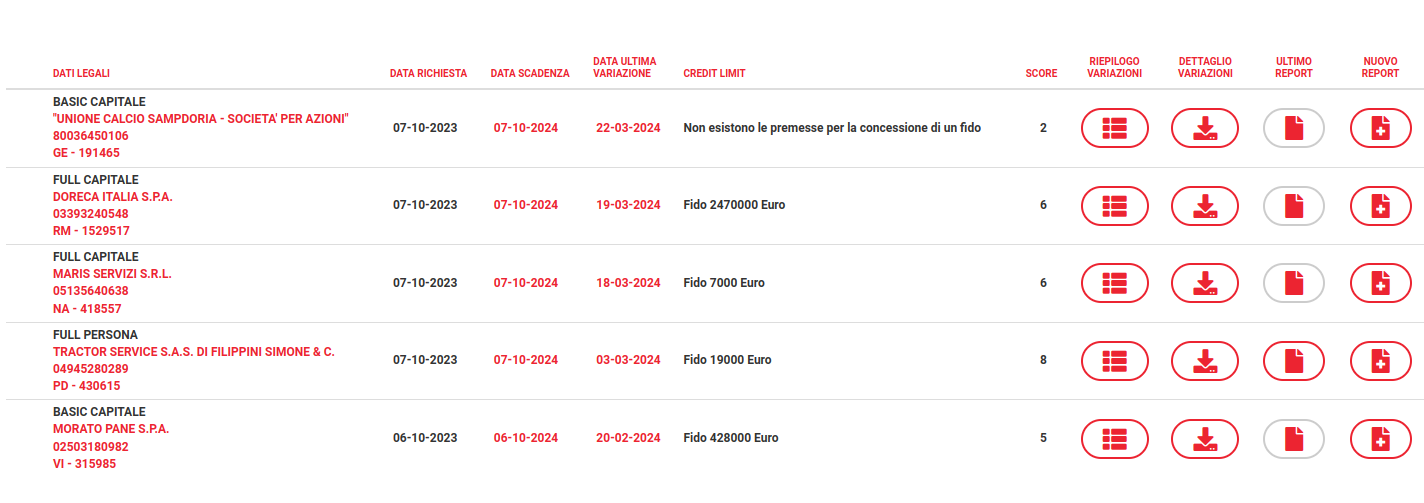 DATI LEGALI DATA RICHIESTA DATA SCADENZA DATA ULTIMA VARIAZIONE CREDIT LIMIT SCORE RIEPILOGO VARIAZIONI DETTAGLIO VARIAZIONI ULTIMO REPORT NUOVO REPORT
BASIC CAPITALE
"UNIONE CALCIO SAMPDORIA - SOCIETA' PER AZIONI"
80036450106
GE - 191465
07-10-2023 07-10-2024 22-03-2024 Non esistono le premesse per la concessione di un fido 2
FULL CAPITALE
DORECA ITALIA S.P.A.
03393240548
RM - 1529517
07-10-2023 07-10-2024 19-03-2024 Fido 2470000 Euro 6
FULL CAPITALE
MARIS SERVIZI S.R.L.
05135640638
NA - 418557
07-10-2023 07-10-2024 18-03-2024 Fido 7000 Euro 6
FULL PERSONA
TRACTOR SERVICE S.A.S. DI FILIPPINI SIMONE & C.
04945280289
PD - 430615
07-10-2023 07-10-2024 03-03-2024 Fido 19000 Euro 8
BASIC CAPITALE
MORATO PANE S.P.A.
02503180982
VI - 315985
06-10-2023 06-10-2024 20-02-2024 Fido 428000 Euro 5